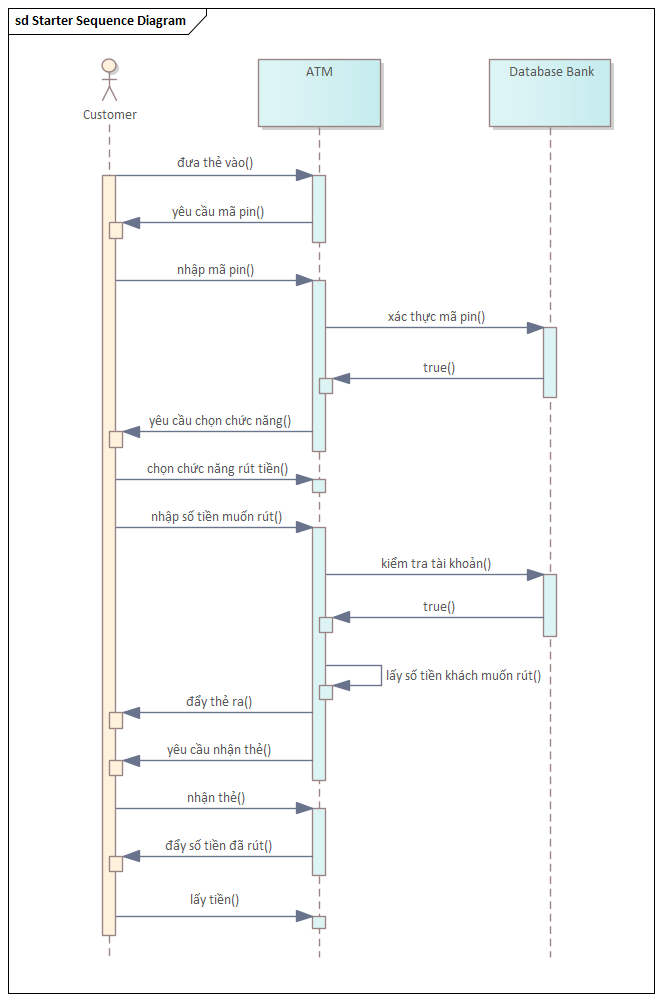 sd Starter Sequence Diagram
ATM
Database Bank
Customer
đưa thẻ vào()
yêu cầu mã pin()
nhập mã pin()
xác thực mã pin()
true()
yêu cầu chọn chức năng()
chọn chức năng rút tiền()
nhập số tiền muốn rút()
kiểm tra tài khoản()
true()
lấy số tiền khách muốn rút()
đẩy thẻ ra()
yêu cầu nhận thẻ()
nhận thẻ()
đẩy số tiền đã rút()
lấy tiền()